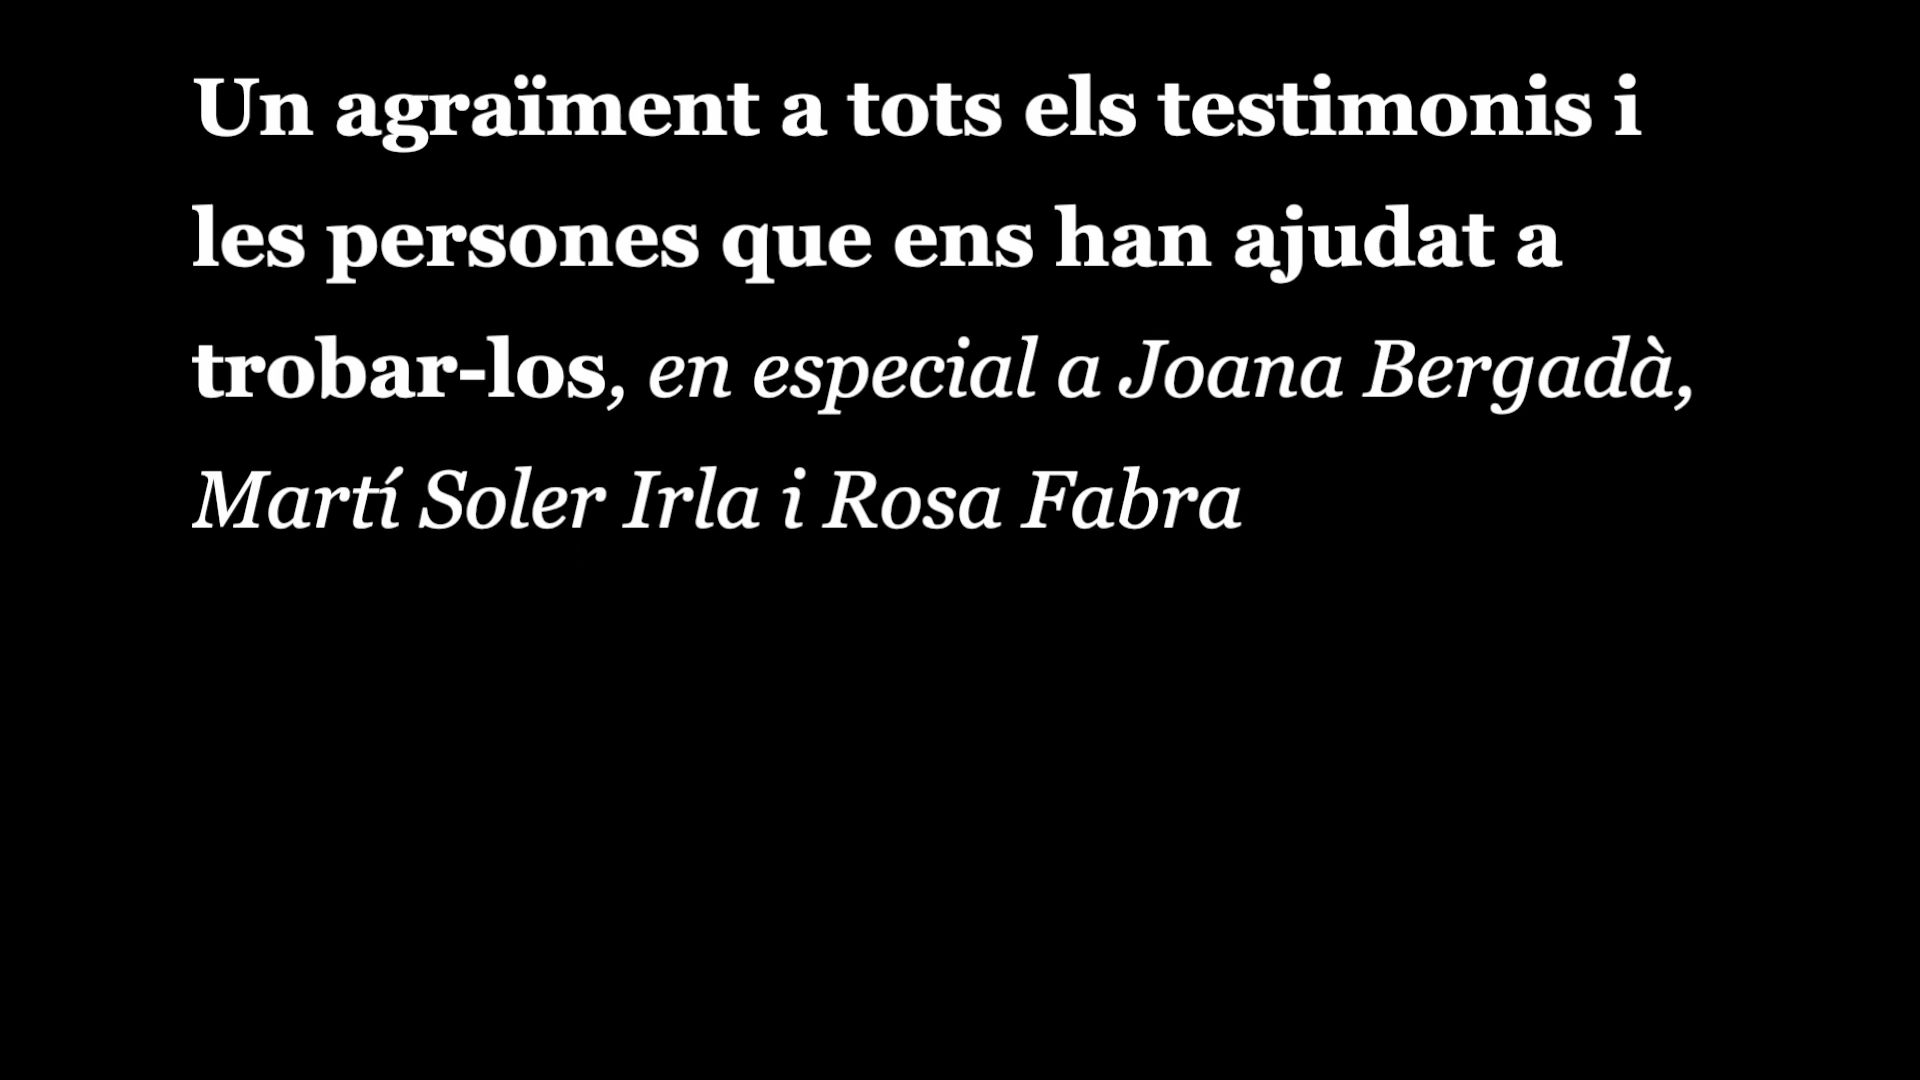 Un agraïment a tots els testimonis i
les persones que ens han ajudat a
trobar-los, en especial a Joana Bergadà,
Martí Soler Irla i Rosa Fabra